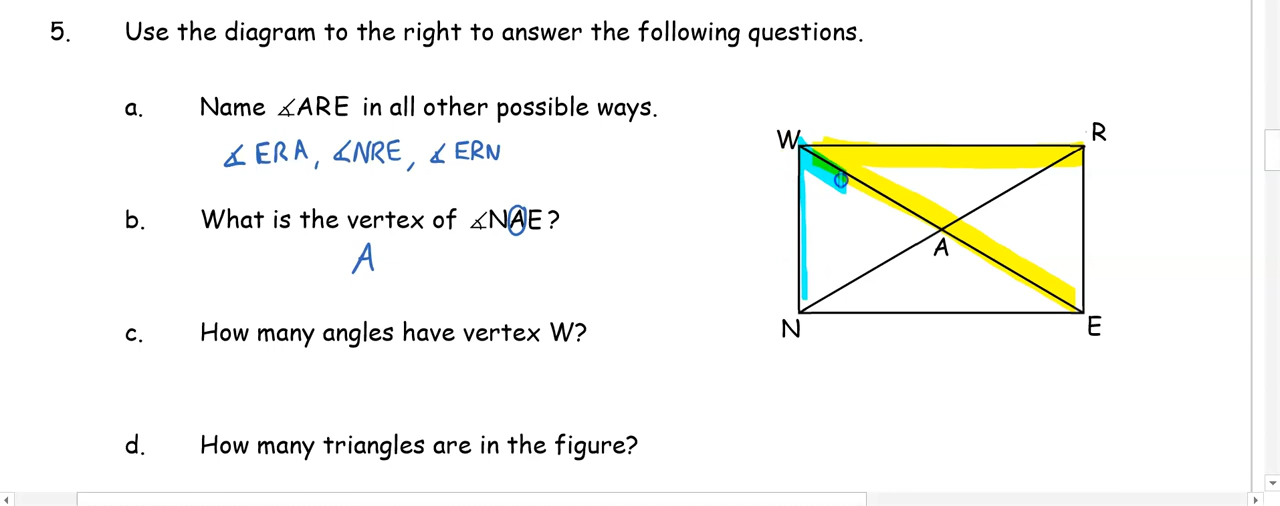 5. Use the diagram to the right to answer the following questions.
a. Name ∡ARE in all other possible ways.
∡ERA, ∡NRE, ∡ERN
b. What is the vertex of ∡NAE?
A
c. How many angles have vertex W?
d. How many triangles are in the figure?
W R
A
N E